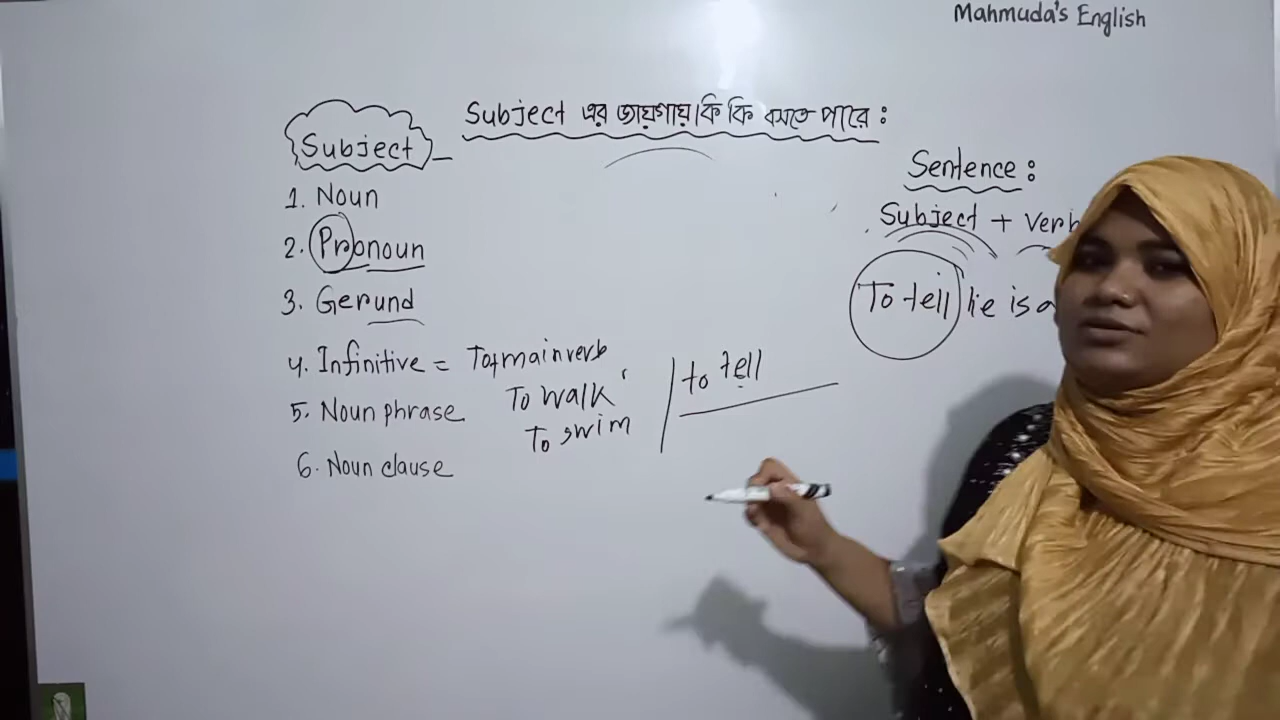 Mahmuda's English
Subject এর জায়গায় কি কি বসতে পারে :
Subject
1. Noun
2. Pronoun
3. Gerund
4. Infinitive = To+main verb
To walk
To swim
to tell
5. Noun phrase
6. Noun clause
Sentence :
Subject + Verb
To tell lie is a